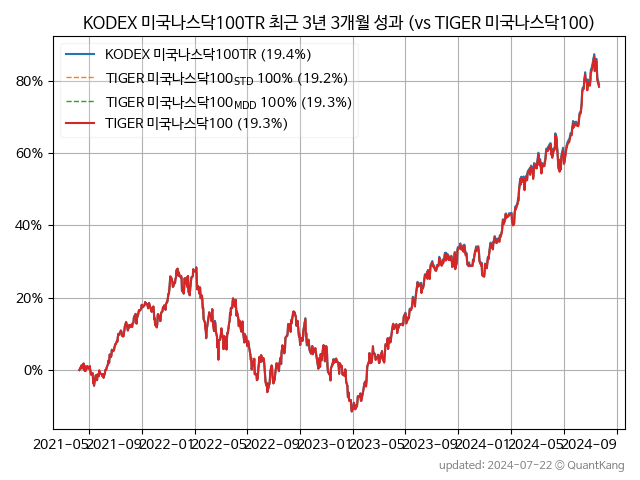 KODEX 미국나스닥100TR 최근 3년 3개월 성과 (vs TIGER 미국나스닥100)
KODEX 미국나스닥100TR (19.4%)
TIGER 미국나스닥100STD 100% (19.2%)
TIGER 미국나스닥100MDD 100% (19.3%)
TIGER 미국나스닥100 (19.3%)
80%
60%
40%
20%
0%
2021-05 2021-09 2022-01 2022-05 2022-09 2023-01 2023-05 2023-09 2024-01 2024-05 2024-09
updated: 2024-07-22 ⓒ QuantKang